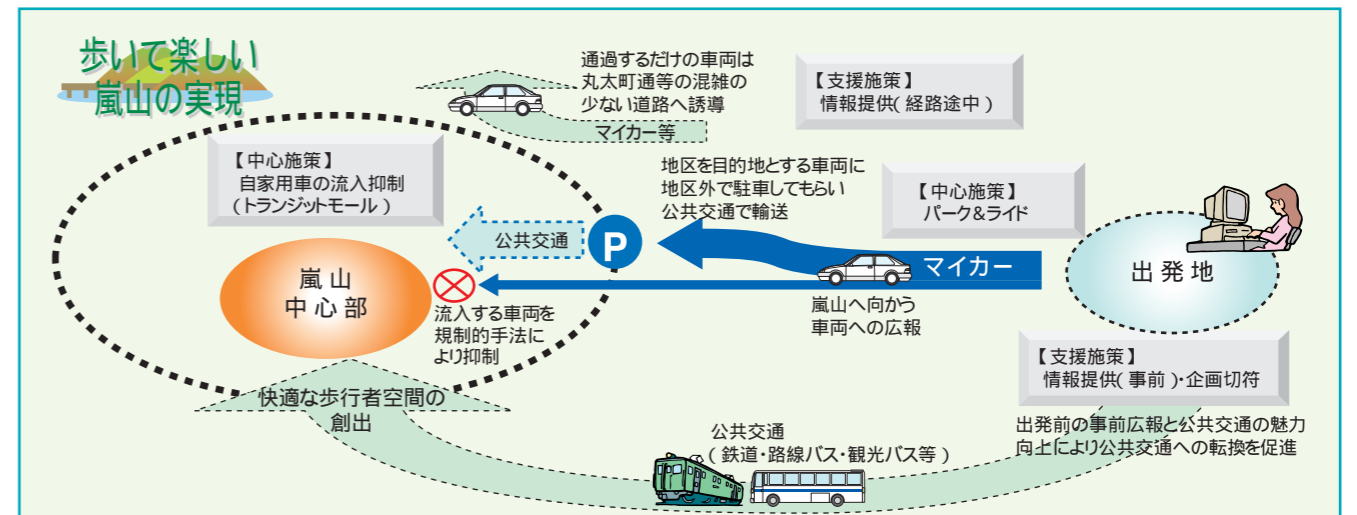 歩いて楽しい
嵐山の実現
通過するだけの車両は
丸太町通等の混雑の
少ない道路へ誘導
マイカー等
【支援施策】
情報提供(経路途中)
【中心施策】
自家用車の流入抑制
(トランジットモール)
地区を目的地とする車両に
地区外で駐車してもらい
公共交通で輸送
【中心施策】
パーク&ライド
公共交通
P
マイカー
出発地
嵐山
中心部
流入する車両を
規制的手法に
より抑制
嵐山へ向かう
車両への広報
【支援施策】
情報提供(事前)・企画切符
快適な歩行者空間の
創出
出発前の事前広報と公共交通の魅力
向上により公共交通への転換を促進
公共交通
(鉄道・路線バス・観光バス等)